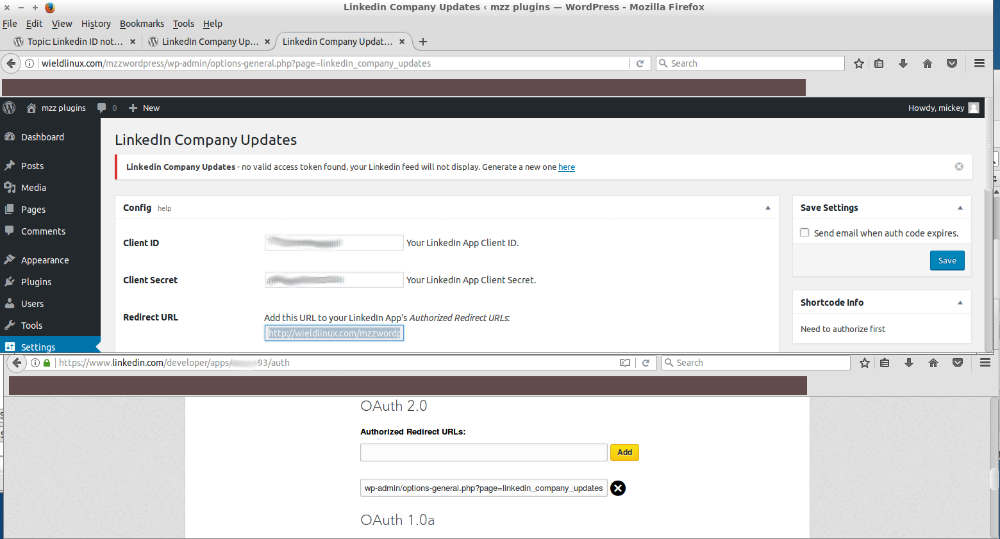 Linkedin Company Updates ‹ mzz plugins — WordPress - Mozilla Firefox
File Edit View History Bookmarks Tools Help
Topic: Linkedin ID not... × LinkedIn Company Up... × Linkedin Company Updat... × +
wieldlinux.com/mzzwordpress/wp-admin/options-general.php?page=linkedin_company_updates Search
mzz plugins 0 + New Howdy, mickey
Dashboard
Posts
Media
Pages
Comments
Appearance
Plugins
Users
Tools
Settings
LinkedIn Company Updates
Linkedin Company Updates - no valid access token found, your Linkedin feed will not display. Generate a new one here
Config help
Client ID Your LinkedIn App Client ID.
Client Secret Your LinkedIn App Client Secret.
Redirect URL Add this URL to your LinkedIn App's Authorized Redirect URLs:
http://wieldlinux.com/mzzwords
Save Settings
Send email when auth code expires.
Save
Shortcode Info
Need to authorize first
https://www.linkedin.com/developer/apps/ 93/auth Search
OAuth 2.0
Authorized Redirect URLs:
Add
wp-admin/options-general.php?page=linkedin_company_updates
OAuth 1.0a